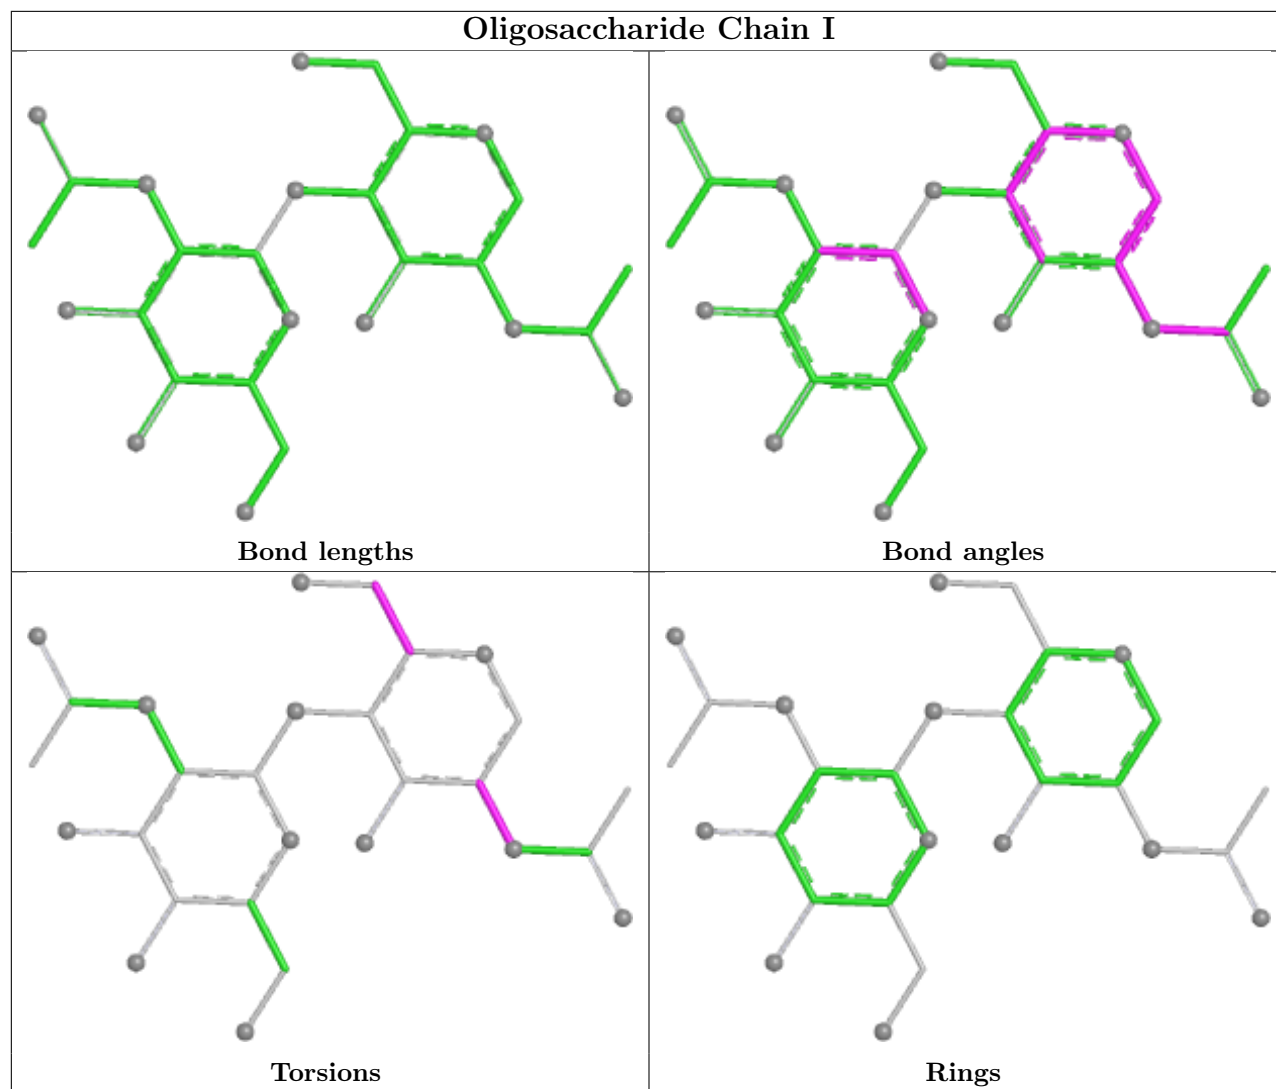 Oligosaccharide Chain I
Bond lengths
Bond angles
Torsions
Rings